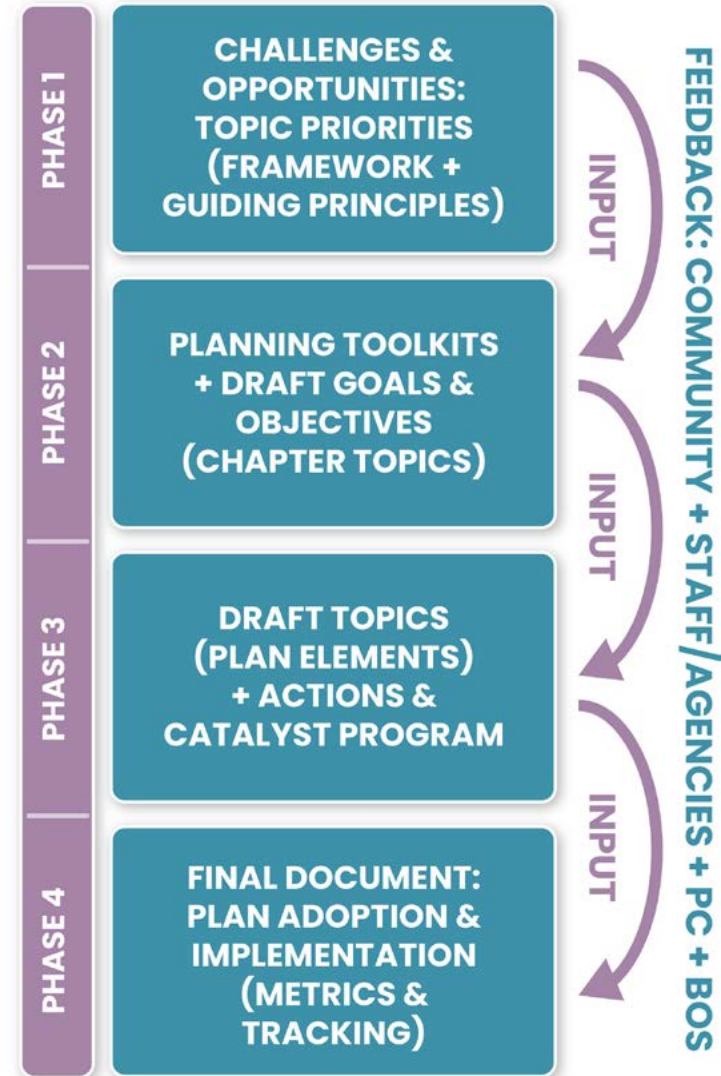 PHASE 1
CHALLENGES &
OPPORTUNITIES:
TOPIC PRIORITIES
(FRAMEWORK +
GUIDING PRINCIPLES)
INPUT
PHASE 2
PLANNING TOOLKITS
+ DRAFT GOALS &
OBJECTIVES
(CHAPTER TOPICS)
INPUT
PHASE 3
DRAFT TOPICS
(PLAN ELEMENTS)
+ ACTIONS &
CATALYST PROGRAM
INPUT
PHASE 4
FINAL DOCUMENT:
PLAN ADOPTION &
IMPLEMENTATION
(METRICS &
TRACKING)
FEEDBACK: COMMUNITY + STAFF/AGENCIES + PC + BOS